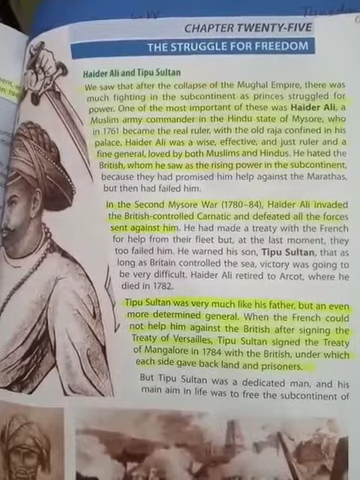 CHAPTER TWENTY-FIVE
THE STRUGGLE FOR FREEDOM
Haider Ali and Tipu Sultan
We saw that after the collapse of the Mughal Empire, there was
much fighting in the subcontinent as princes struggled for
power. One of the most important of these was Haider Ali, a
Muslim army commander in the Hindu state of Mysore, who
in 1761 became the real ruler, with the old raja confined in his
palace. Haider Ali was a wise, effective, and just ruler and a
fine general, loved by both Muslims and Hindus. He hated the
British, whom he saw as the rising power in the subcontinent,
because they had promised him help against the Marathas,
but then had failed him.
In the Second Mysore War (1780–84), Haider Ali invaded
the British-controlled Carnatic and defeated all the forces
sent against him. He had made a treaty with the French
for help from their fleet but, at the last moment, they
too failed him. He warned his son, Tipu Sultan, that as
long as Britain controlled the sea, victory was going to
be very difficult. Haider Ali retired to Arcot, where he
died in 1782.
Tipu Sultan was very much like his father, but an even
more determined general. When the French could
not help him against the British after signing the
Treaty of Versailles, Tipu Sultan signed the Treaty
of Mangalore in 1784 with the British, under which
each side gave back land and prisoners.
But Tipu Sultan was a dedicated man, and his
main aim in life was to free the subcontinent of